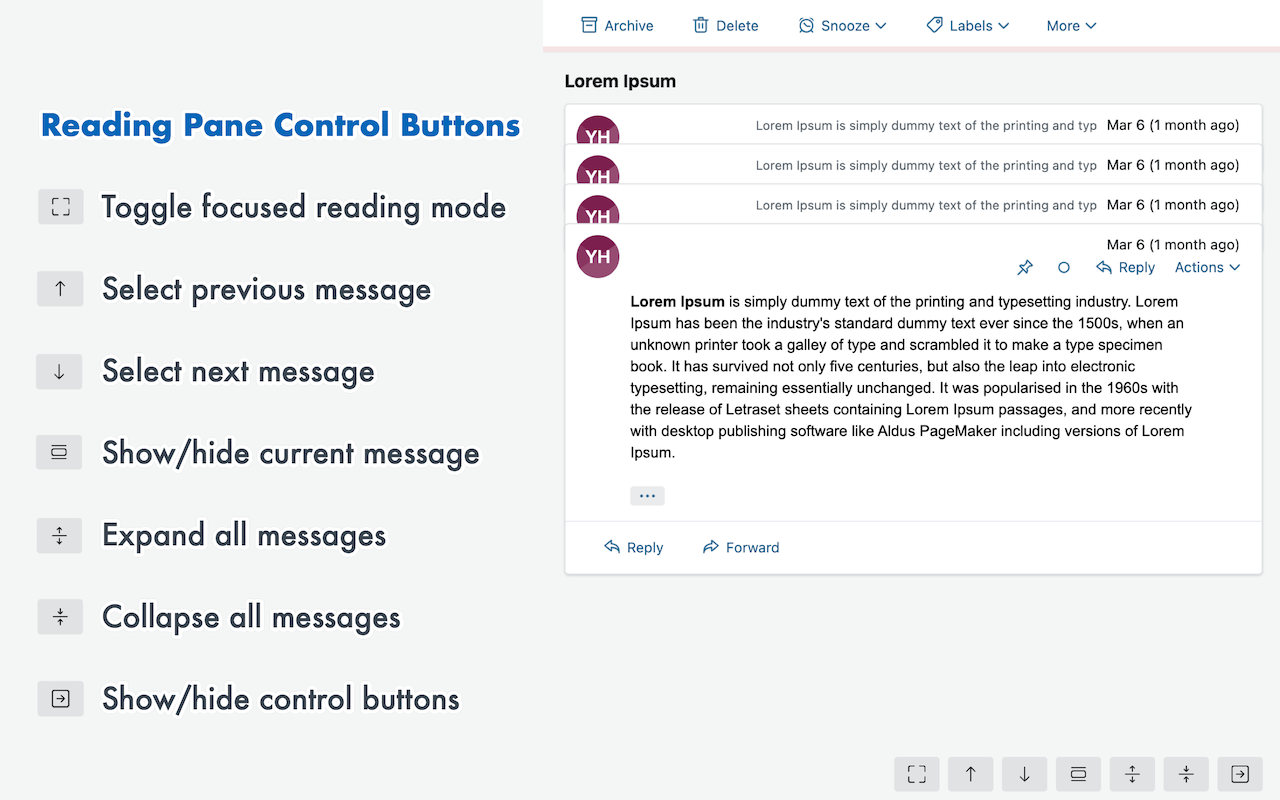 Archive Delete Snooze Labels More
Reading Pane Control Buttons
Toggle focused reading mode
Select previous message
Select next message
Show/hide current message
Expand all messages
Collapse all messages
Show/hide control buttons
Lorem Ipsum
YH Lorem Ipsum is simply dummy text of the printing and typ Mar 6 (1 month ago)
YH Lorem Ipsum is simply dummy text of the printing and typ Mar 6 (1 month ago)
YH Lorem Ipsum is simply dummy text of the printing and typ Mar 6 (1 month ago)
YH Mar 6 (1 month ago)
Reply Actions
Lorem Ipsum is simply dummy text of the printing and typesetting industry. Lorem
Ipsum has been the industry's standard dummy text ever since the 1500s, when an
unknown printer took a galley of type and scrambled it to make a type specimen
book. It has survived not only five centuries, but also the leap into electronic
typesetting, remaining essentially unchanged. It was popularised in the 1960s with
the release of Letraset sheets containing Lorem Ipsum passages, and more recently
with desktop publishing software like Aldus PageMaker including versions of Lorem
Ipsum.
Reply Forward